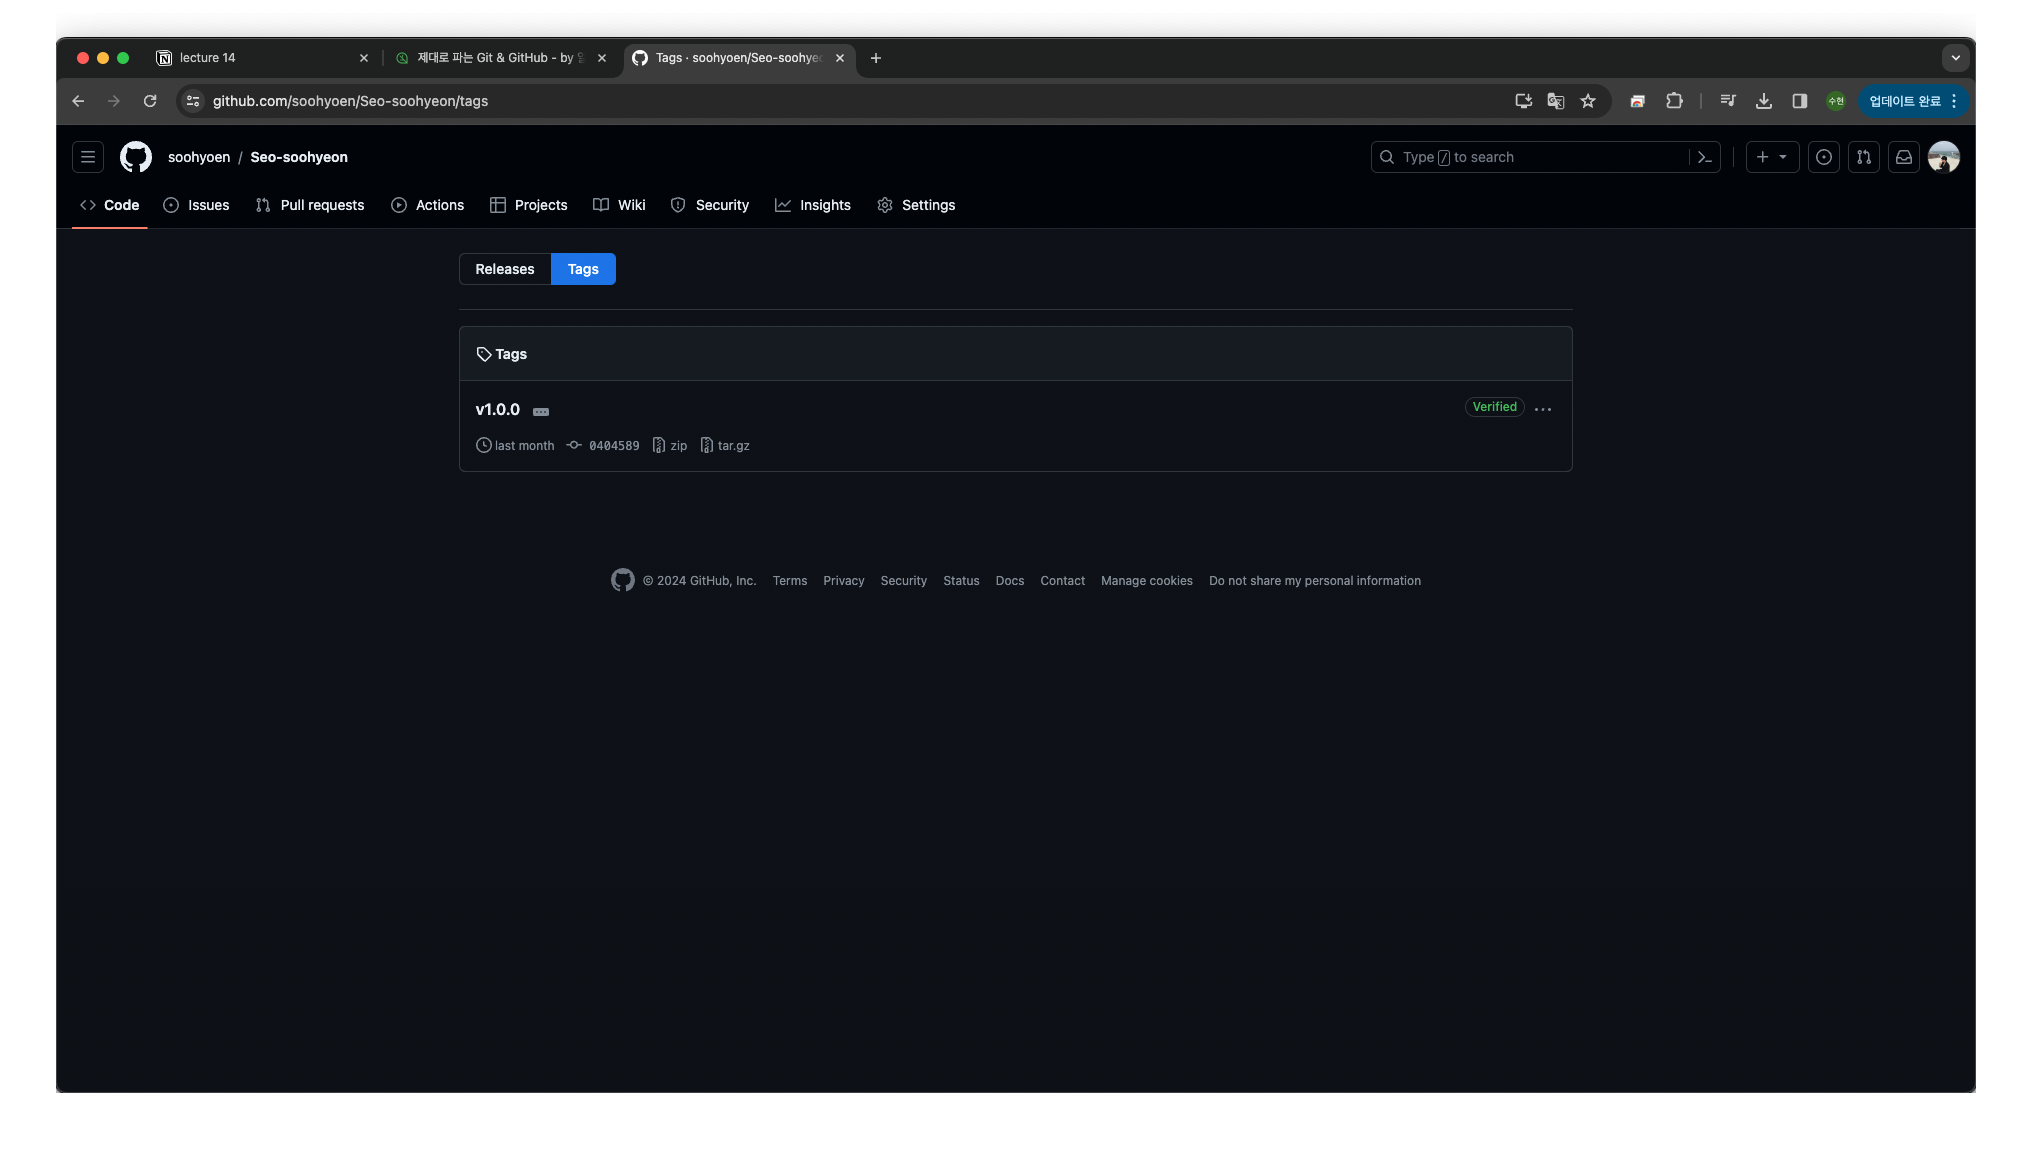 lecture 14
제대로 파는 Git & GitHub - by
Tags · soohyoen/Seo-soohye
github.com/soohyoen/Seo-soohyeon/tags
수현
업데이트 완료
soohyoen / Seo-soohyeon
Type / to search
Code
Issues
Pull requests
Actions
Projects
Wiki
Security
Insights
Settings
Releases
Tags
Tags
v1.0.0
Verified
last month
0404589
zip
tar.gz
© 2024 GitHub, Inc.
Terms
Privacy
Security
Status
Docs
Contact
Manage cookies
Do not share my personal information